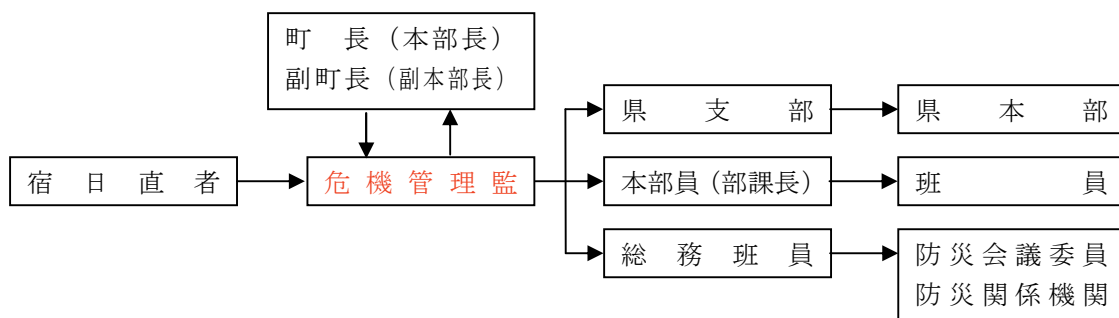 町長（本部長）
副町長（副本部長）
県支部
県本部
宿日直者
危機管理監
本部員（部課長）
班員
総務班員
防災会議委員
防災関係機関